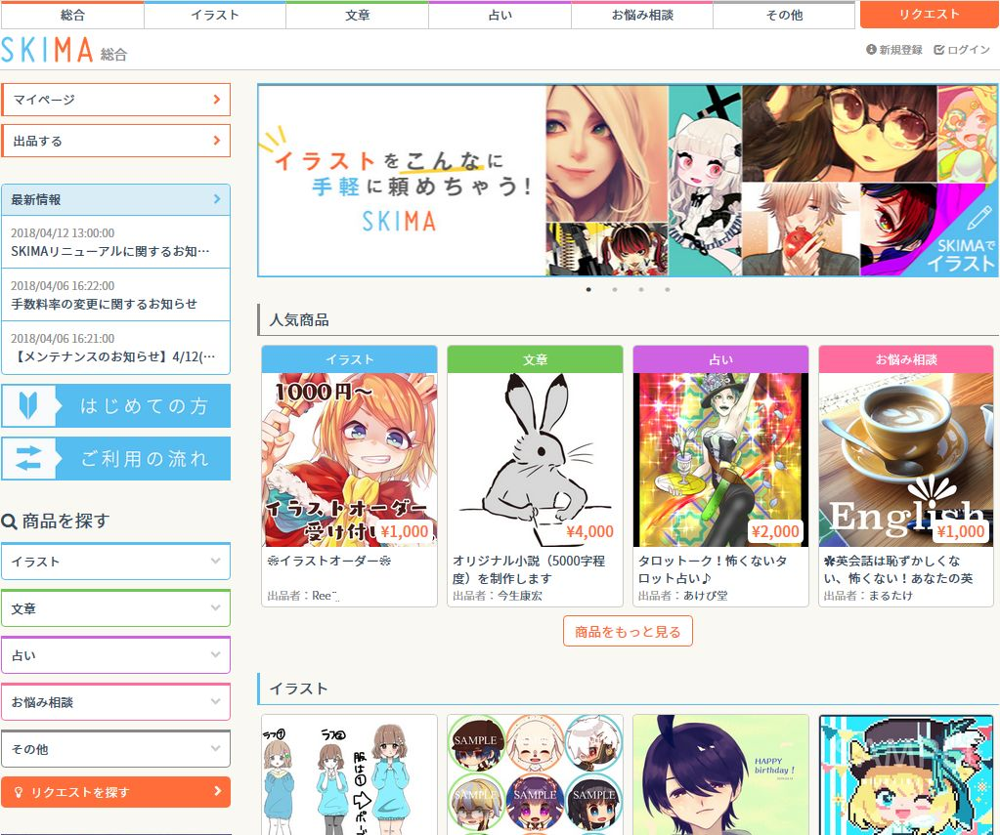 総合
イラスト
文章
占い
お悩み相談
その他
リクエスト
SKIMA 総合
新規登録
ログイン
マイページ
出品する
最新情報
2018/04/12 13:00:00
SKIMAリニューアルに関するお知…
2018/04/06 16:22:00
手数料率の変更に関するお知らせ
2018/04/06 16:21:00
【メンテナンスのお知らせ】4/12(…
はじめての方
ご利用の流れ
商品を探す
イラスト
文章
占い
お悩み相談
その他
リクエストを探す
イラストをこんなに
手軽に頼めちゃう!
SKIMA
SKIMAで
イラスト
人気商品
イラスト
1000円〜
イラストオーダー
受け付い
¥1,000
❊イラストオーダー❊
出品者：Ree¨̤
文章
¥4,000
オリジナル小説（5000字程
度）を制作します
出品者：今生康宏
占い
¥2,000
タロットーク！怖くないタ
ロット占い♪
出品者：あけび堂
お悩み相談
English
¥1,000
✿英会話は恥ずかしくな
い、怖くない！あなたの英
出品者：まるたけ
商品をもっと見る
イラスト
ラフ①
ラフ②
服は①
SAMPLE
SAMPLE
SAMPLE
SAMPLE
HAPPY
birthday !